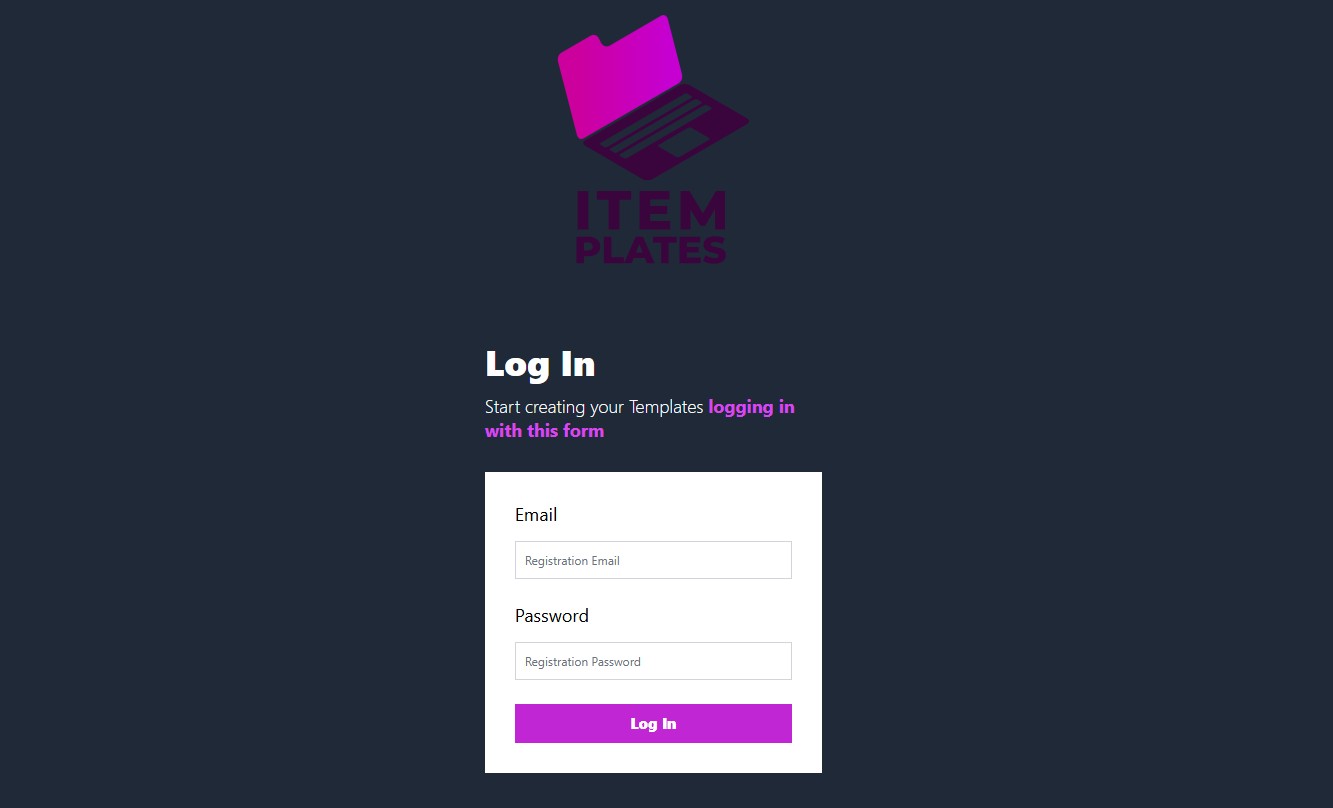 ITEM
PLATES
Log In
Start creating your Templates logging in
with this form
Email
Registration Email
Password
Registration Password
Log In